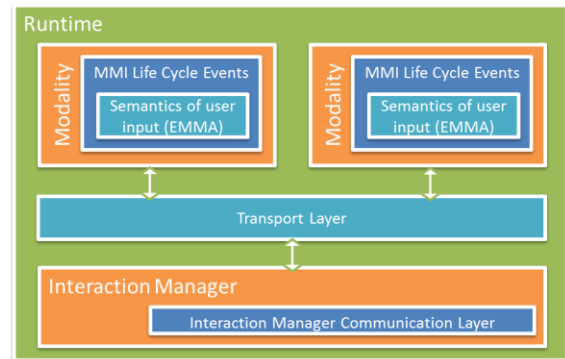 Runtime
Modality
MMI Life Cycle Events
Semantics of user
input (EMMA)
Modality
MMI Life Cycle Events
Semantics of user
input (EMMA)
Transport Layer
Interaction Manager
Interaction Manager Communication Layer